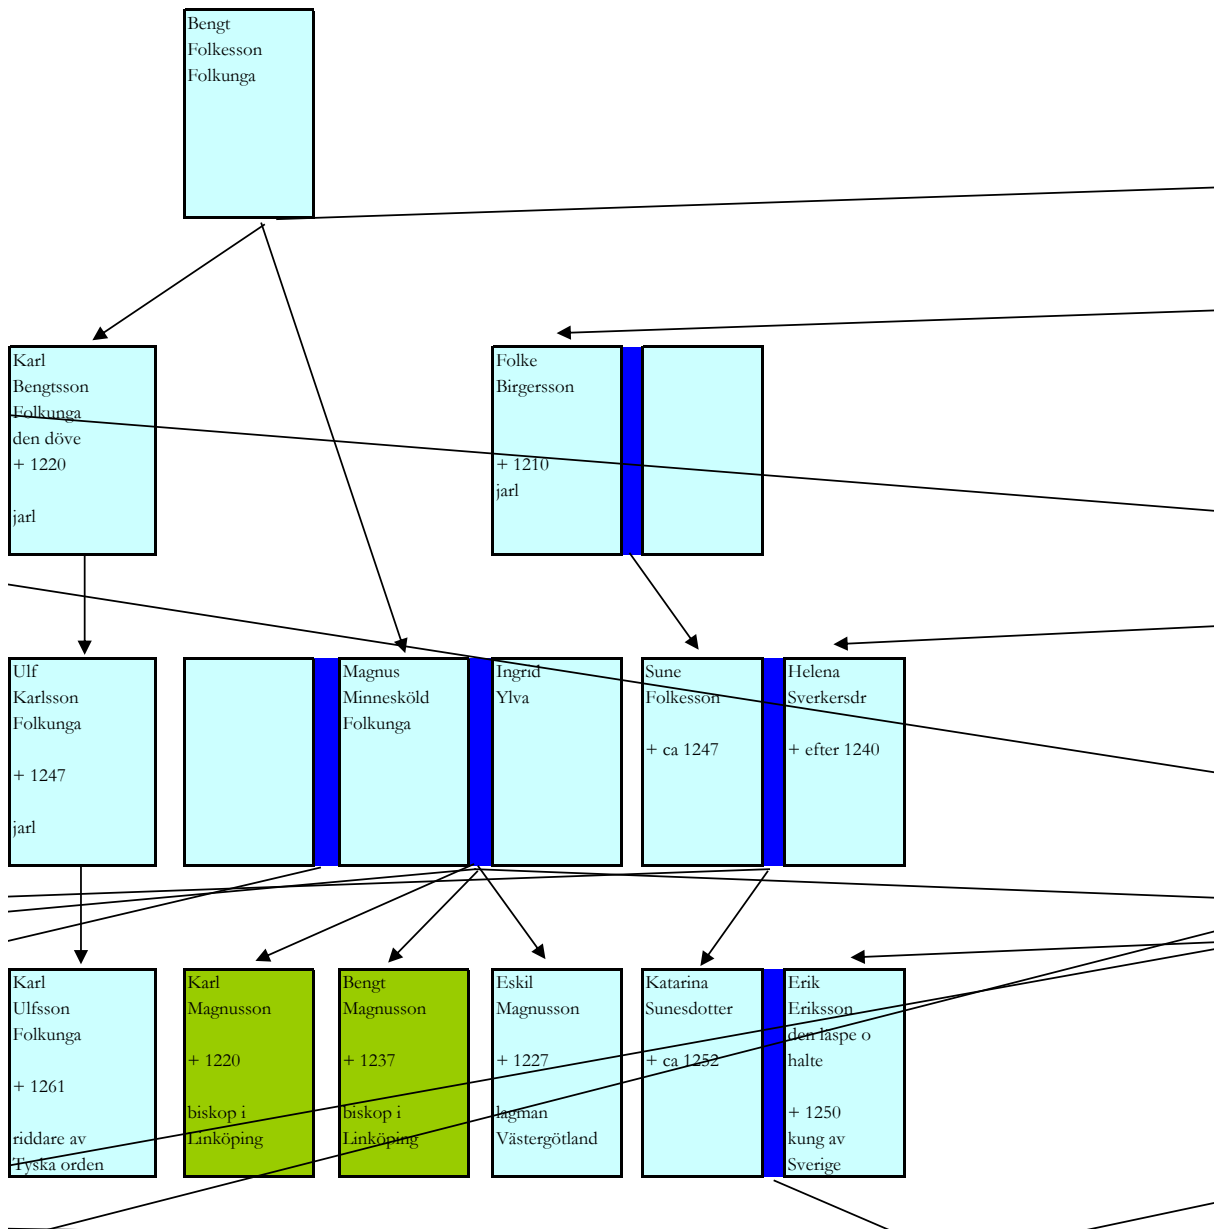 Bengt
Folkesson
Folkunga
Karl
Bengtsson
Folkunga
den döve
+ 1220
jarl
Folke
Birgersson
+ 1210
jarl
Ulf
Karlsson
Folkunga
+ 1247
jarl
Magnus
Minnesköld
Folkunga
Ingrid
Ylva
Sune
Folkesson
+ ca 1247
Helena
Sverkersdr
+ efter 1240
Karl
Ulfsson
Folkunga
+ 1261
riddare av
Tyska orden
Karl
Magnusson
+ 1220
biskop i
Linköping
Bengt
Magnusson
+ 1237
biskop i
Linköping
Eskil
Magnusson
+ 1227
lagman
Västergötland
Katarina
Sunesdotter
+ ca 1252
Erik
Eriksson
den läspe o
halte
+ 1250
kung av
Sverige